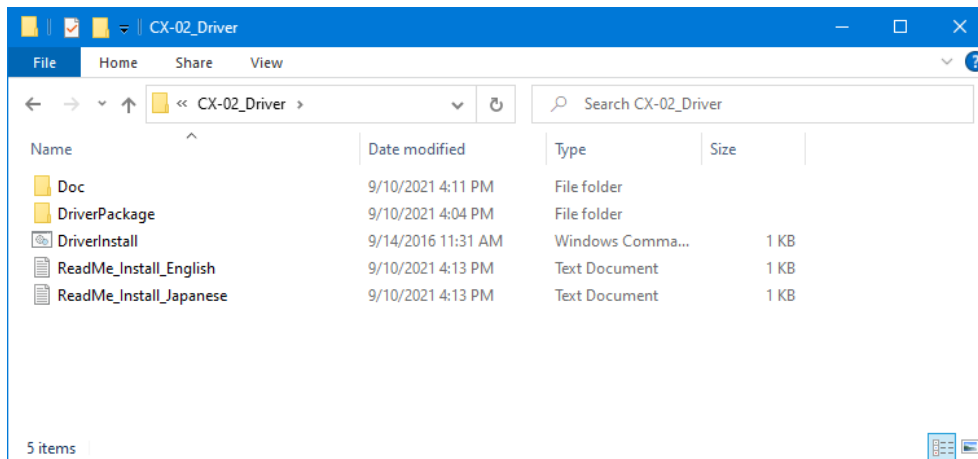 CX-02_Driver
File Home Share View
« CX-02_Driver > Search CX-02_Driver
Name Date modified Type Size
Doc 9/10/2021 4:11 PM File folder
DriverPackage 9/10/2021 4:04 PM File folder
DriverInstall 9/14/2016 11:31 AM Windows Comma... 1 KB
ReadMe_Install_English 9/10/2021 4:13 PM Text Document 1 KB
ReadMe_Install_Japanese 9/10/2021 4:13 PM Text Document 1 KB
5 items